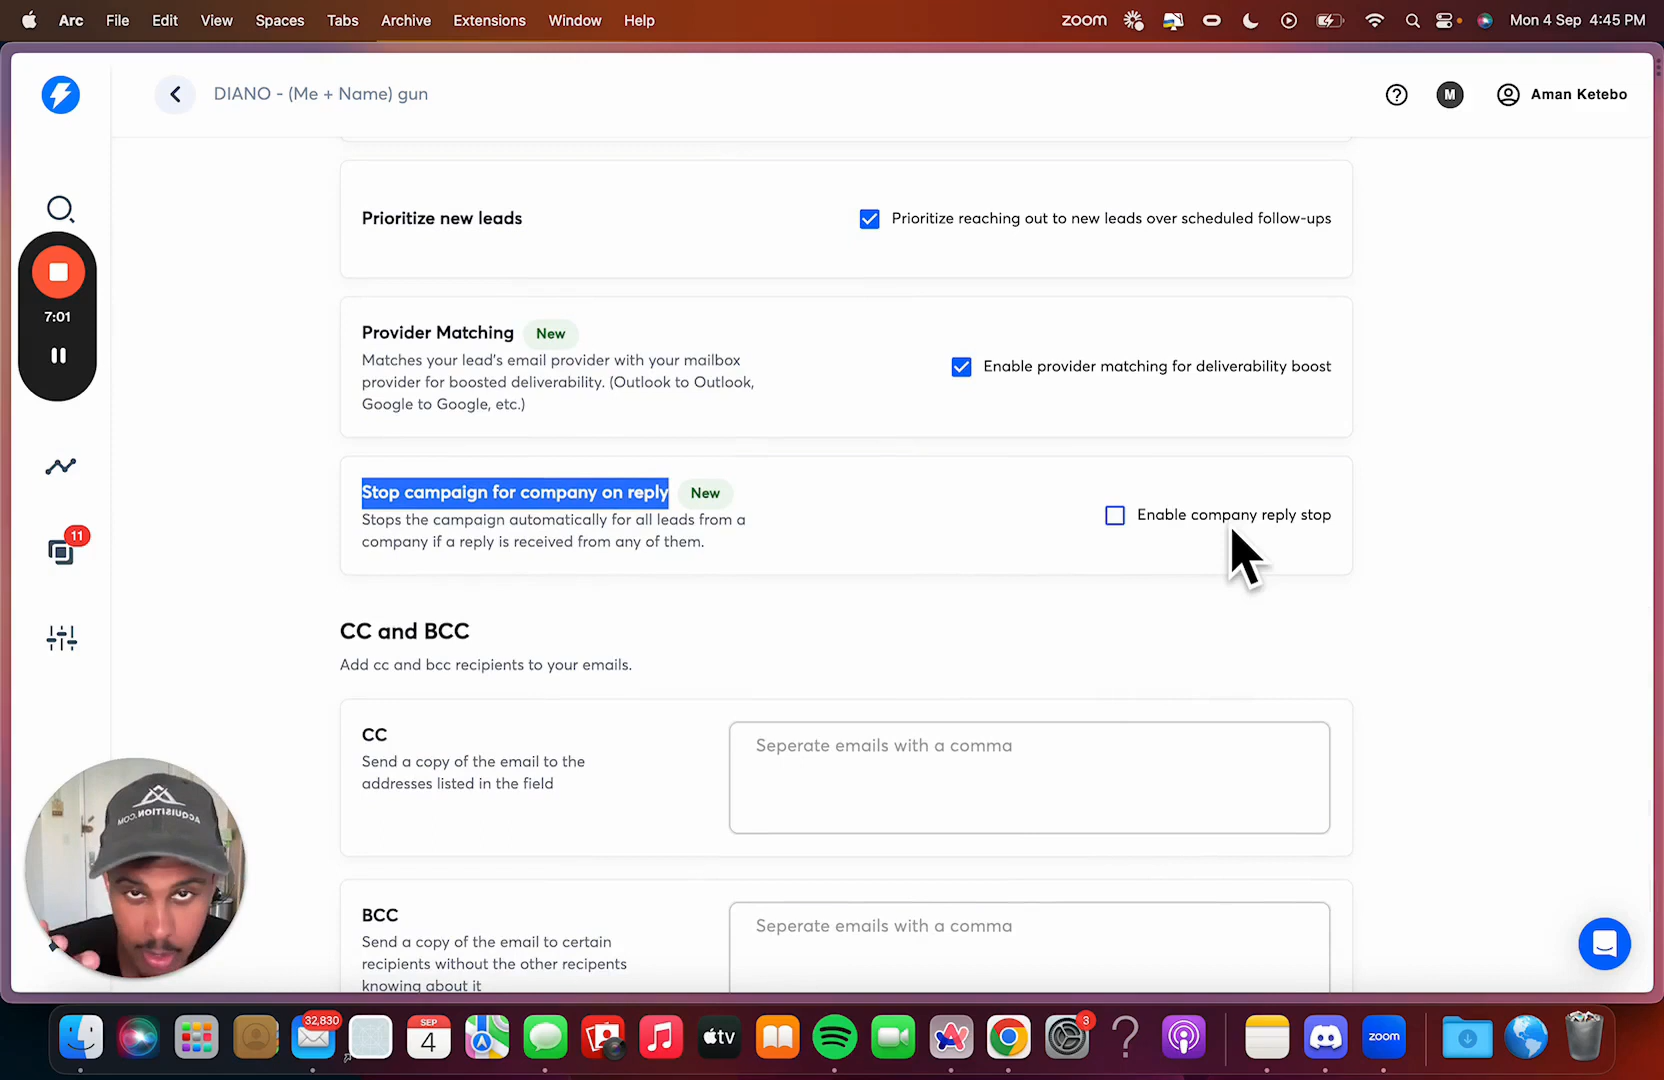 Arc File Edit View Spaces Tabs Archive Extensions Window Help zoom Mon 4 Sep 4:45 PM
DIANO - (Me + Name) gun
M
Aman Ketebo
Prioritize new leads
Prioritize reaching out to new leads over scheduled follow-ups
7:01
Provider Matching New
Matches your lead's email provider with your mailbox
provider for boosted deliverability. (Outlook to Outlook,
Google to Google, etc.)
Enable provider matching for deliverability boost
Stop campaign for company on reply New
Stops the campaign automatically for all leads from a
company if a reply is received from any of them.
Enable company reply stop
11
CC and BCC
Add cc and bcc recipients to your emails.
CC
Send a copy of the email to the
addresses listed in the field
Seperate emails with a comma
ACQUISITION.COM
BCC
Send a copy of the email to certain
recipients without the other recipents
knowing about it
Seperate emails with a comma
32,830
SEP
4
tv
3
zoom